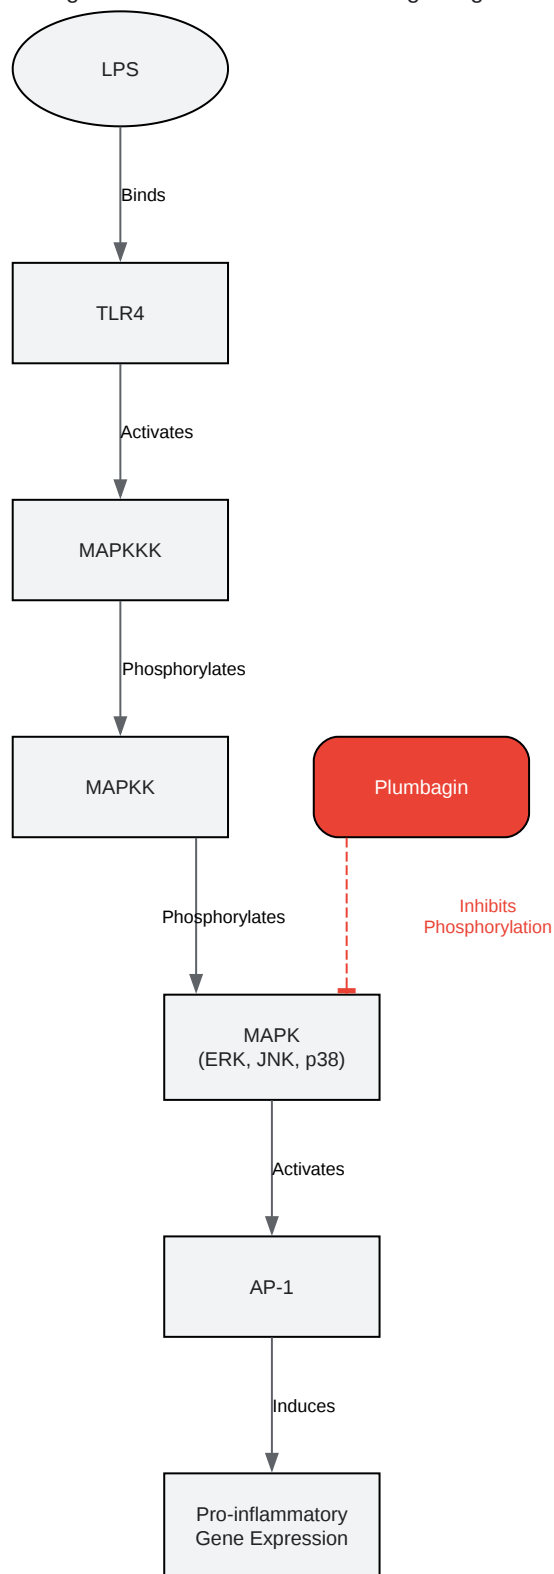 LPS
Binds
TLR4
Activates
MAPKKK
Phosphorylates
MAPKK
Plumbagin
Phosphorylates
Inhibits
Phosphorylation
MAPK
(ERK, JNK, p38)
Activates
AP-1
Induces
Pro-inflammatory
Gene Expression